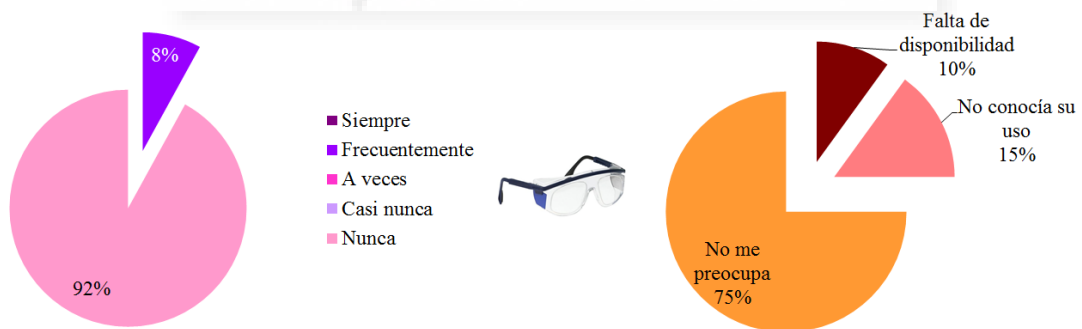 8%
92%
Siempre
Frecuentemente
A veces
Casi nunca
Nunca
Falta de
disponibilidad
10%
No conocía su
uso
15%
No me
preocupa
75%